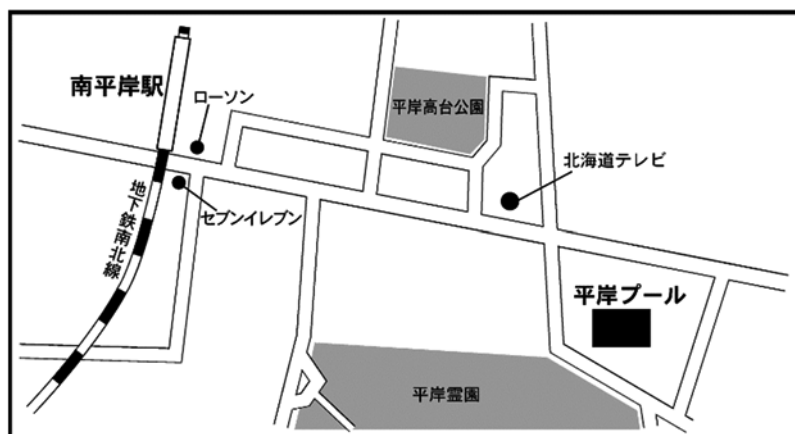 南平岸駅
ローソン
平岸高台公園
北海道テレビ
セブンイレブン
地下鉄南北線
平岸プール
平岸霊園